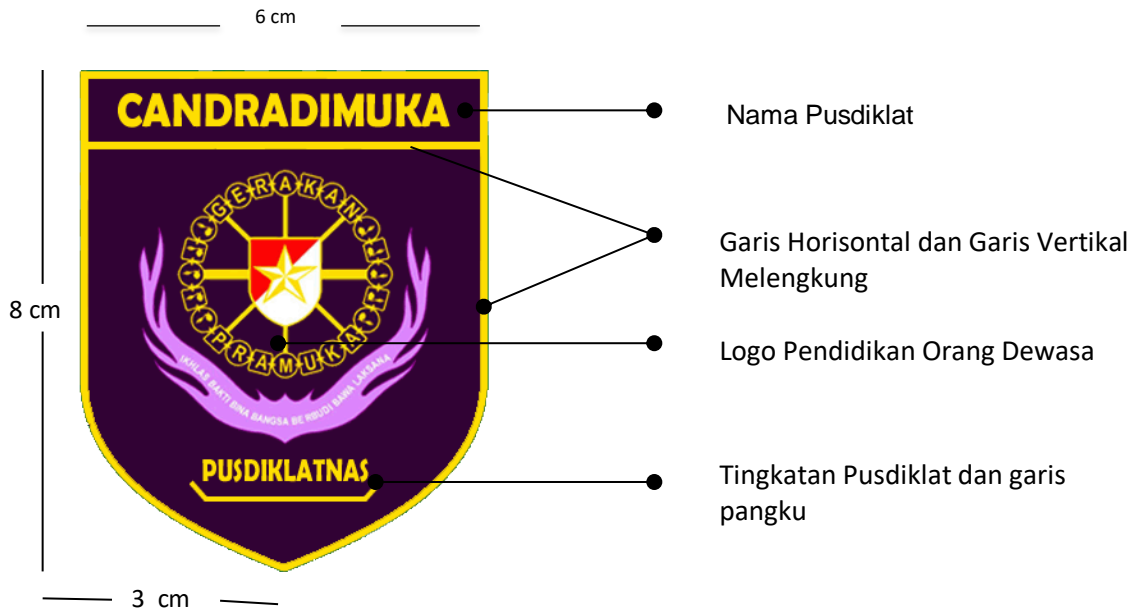 6 cm
CANDRADIMUKA
Nama Pusdiklat
GERAKAN
Garis Horisontal dan Garis Vertikal
Melengkung
8 cm
PRAMUKA
Logo Pendidikan Orang Dewasa
IKHLAS BAKTI BINA BANGSA BERBUDI BAWA LAKSANA
PUSDIKLATNAS
Tingkatan Pusdiklat dan garis
pangku
3 cm